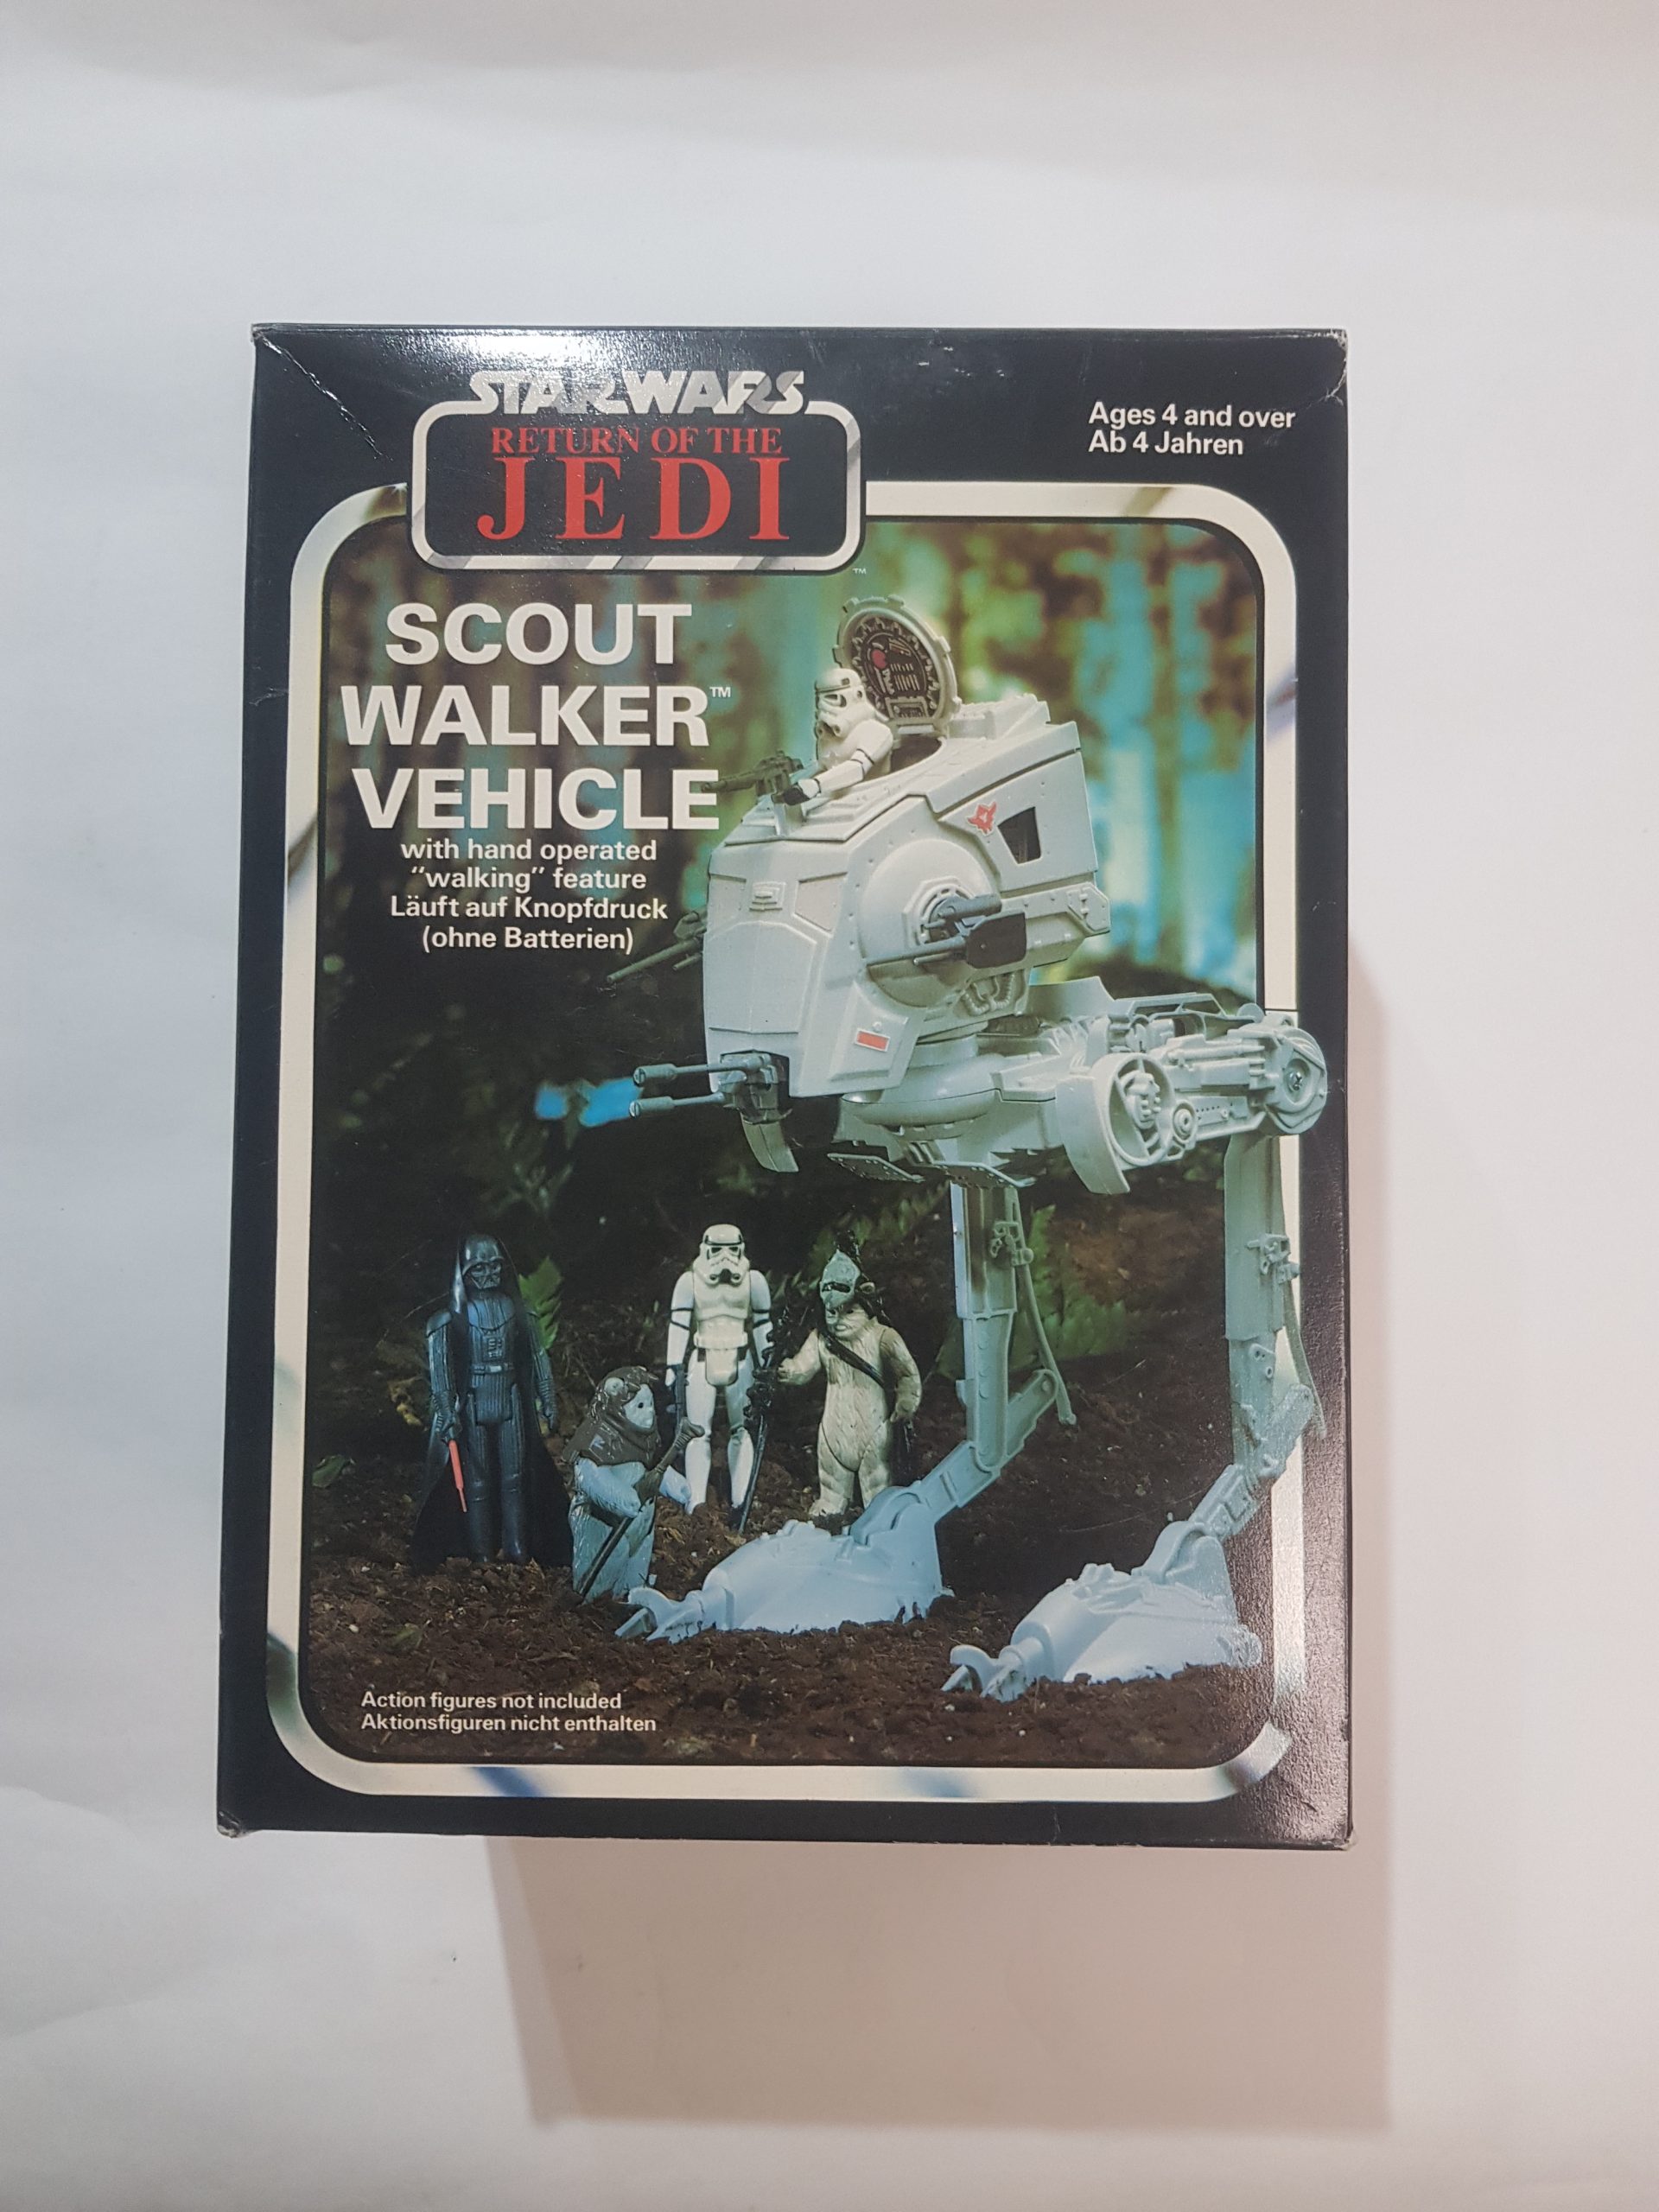 STAR WARS
RETURN OF THE
JEDI
™
Ages 4 and over
Ab 4 Jahren
SCOUT
WALKER™
VEHICLE
with hand operated
"walking" feature
Läuft auf Knopfdruck
(ohne Batterien)
Action figures not included
Aktionsfiguren nicht enthalten